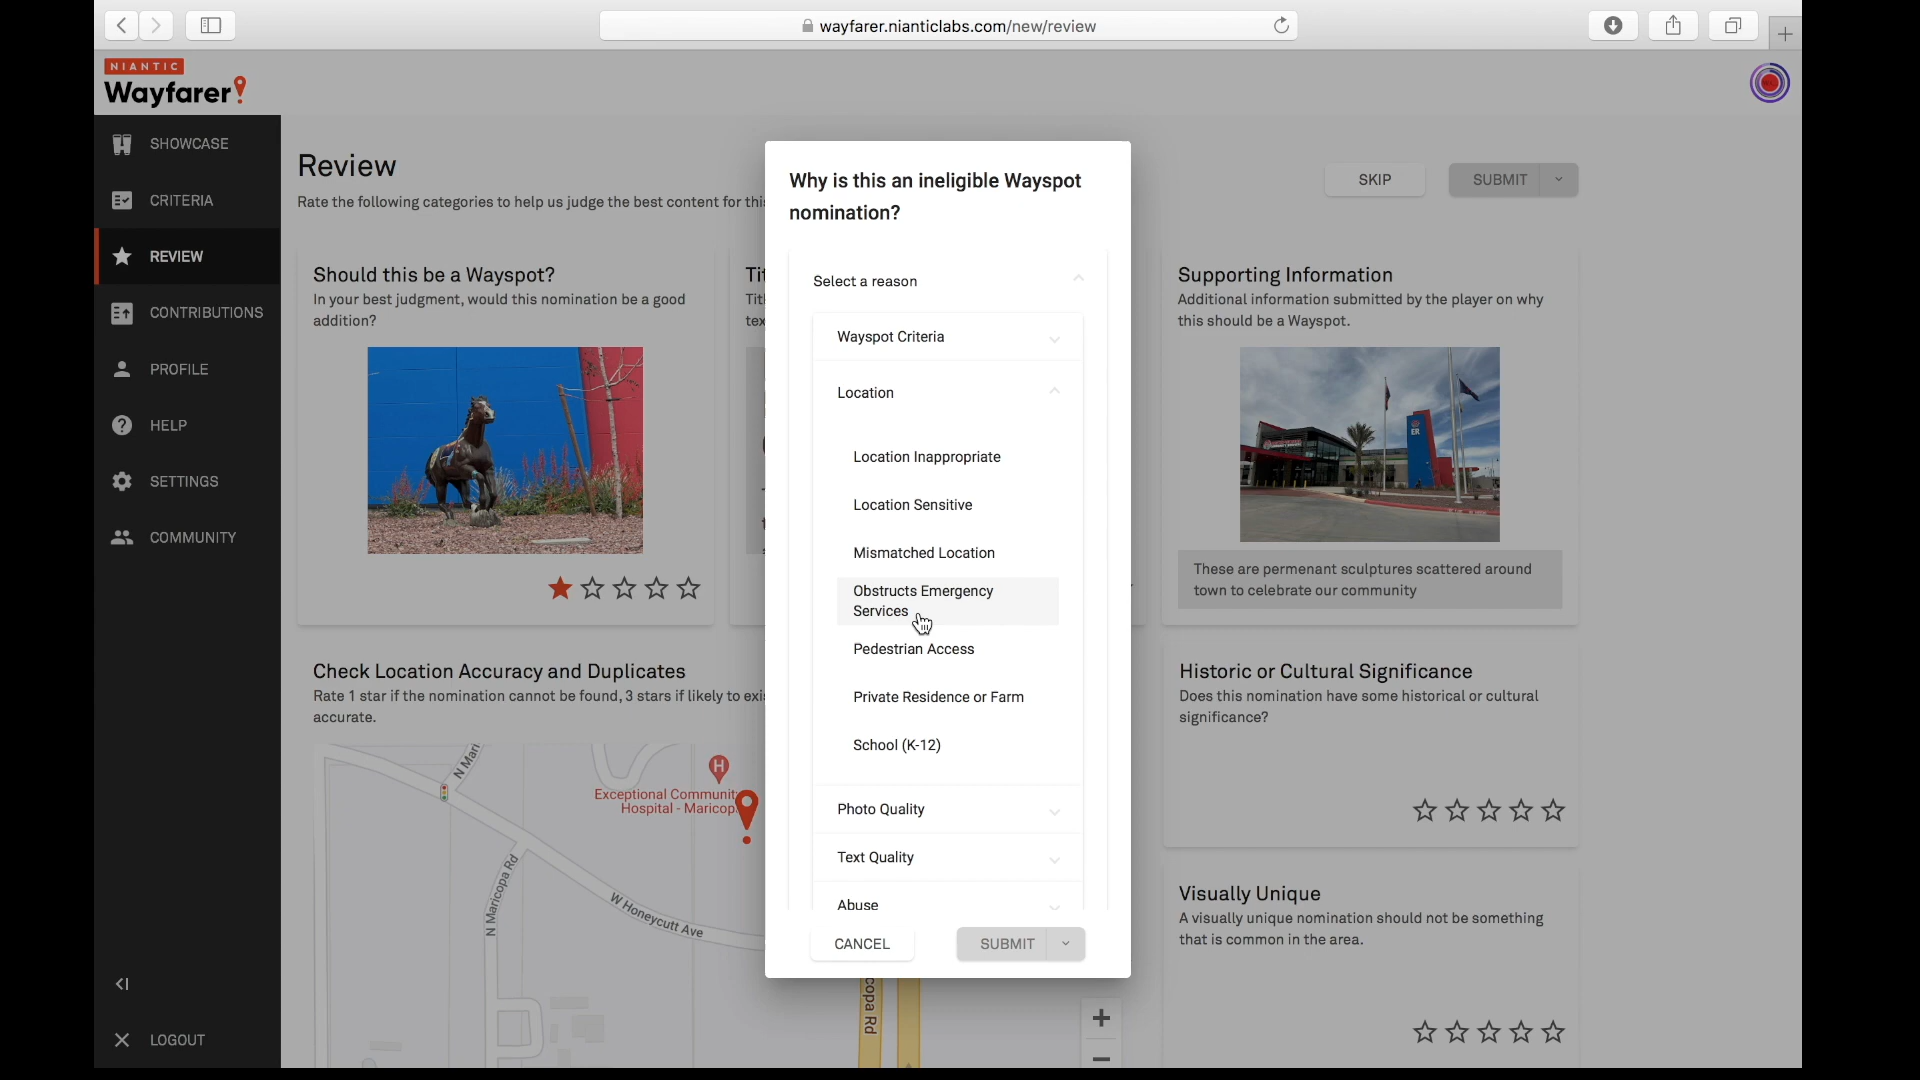 wayfarer.nianticlabs.com/new/review
NIANTIC
Wayfarer!
SHOWCASE
CRITERIA
REVIEW
CONTRIBUTIONS
PROFILE
HELP
SETTINGS
COMMUNITY
LOGOUT
Review
Rate the following categories to help us judge the best content for
SKIP
SUBMIT
Should this be a Wayspot?
In your best judgment, would this nomination be a good
addition?
Check Location Accuracy and Duplicates
Rate 1 star if the nomination cannot be found, 3 stars if likely to
accurate.
H
Exceptional
Hospital -
N Maricopa Rd
W Honeycutt Ave
Why is this an ineligible Wayspot
nomination?
Select a reason
Wayspot Criteria
Location
Location Inappropriate
Location Sensitive
Mismatched Location
Obstructs Emergency
Services
Pedestrian Access
Private Residence or Farm
School (K-12)
Photo Quality
Text Quality
Abuse
CANCEL
SUBMIT
Rd
Supporting Information
Additional information submitted by the player on why
this should be a Wayspot.
ER
These are permenant sculptures scattered around
town to celebrate our community
Historic or Cultural Significance
Does this nomination have some historical or cultural
significance?
Visually Unique
A visually unique nomination should not be something
that is common in the area.